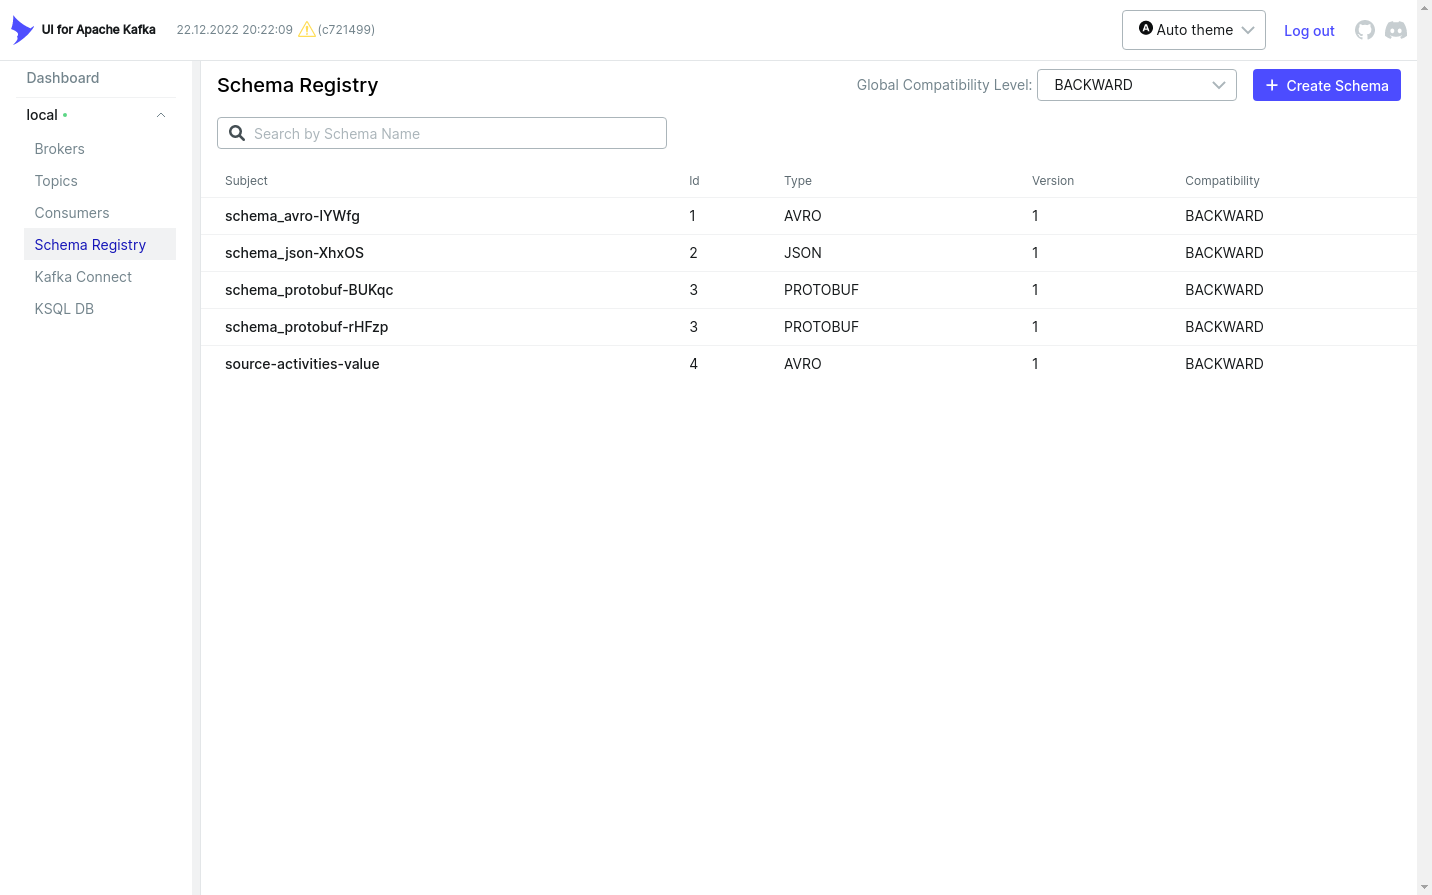 UI for Apache Kafka 22.12.2022 20:22:09 (c721499) A Auto theme Log out
Dashboard
local
Brokers
Topics
Consumers
Schema Registry
Kafka Connect
KSQL DB
Schema Registry Global Compatibility Level: BACKWARD Create Schema
Search by Schema Name
Subject Id Type Version Compatibility
schema_avro-IYWfg 1 AVRO 1 BACKWARD
schema_json-XhxOS 2 JSON 1 BACKWARD
schema_protobuf-BUKqc 3 PROTOBUF 1 BACKWARD
schema_protobuf-rHFzp 3 PROTOBUF 1 BACKWARD
source-activities-value 4 AVRO 1 BACKWARD